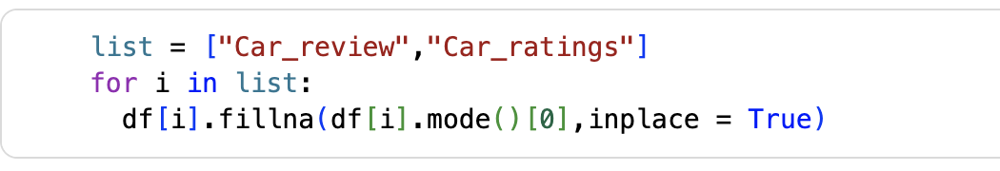 list = ["Car_review","Car_ratings"]
for i in list:
  df[i].fillna(df[i].mode()[0],inplace = True)